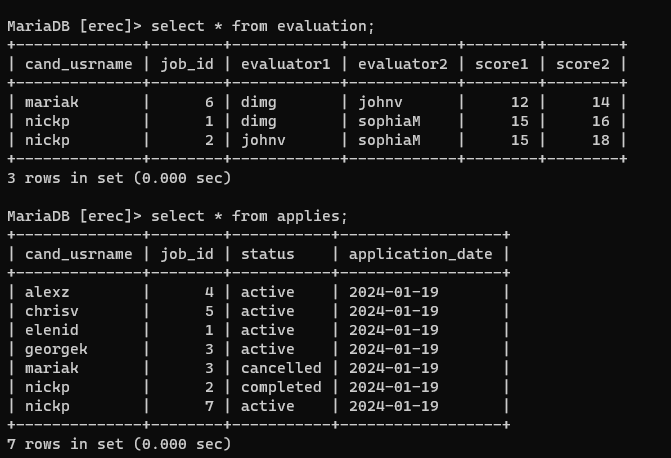 MariaDB [erec]> select * from evaluation;
+--------------+--------+------------+------------+--------+--------+
| cand_usrname | job_id | evaluator1 | evaluator2 | score1 | score2 |
+--------------+--------+------------+------------+--------+--------+
| mariak       |      6 | dimg       | johnv      |     12 |     14 |
| nickp        |      1 | dimg       | sophiaM    |     15 |     16 |
| nickp        |      2 | johnv      | sophiaM    |     15 |     18 |
+--------------+--------+------------+------------+--------+--------+
3 rows in set (0.000 sec)

MariaDB [erec]> select * from applies;
+--------------+--------+-----------+------------------+
| cand_usrname | job_id | status    | application_date |
+--------------+--------+-----------+------------------+
| alexz        |      4 | active    | 2024-01-19       |
| chrisv       |      5 | active    | 2024-01-19       |
| elenid       |      1 | active    | 2024-01-19       |
| georgek      |      3 | active    | 2024-01-19       |
| mariak       |      3 | cancelled | 2024-01-19       |
| nickp        |      2 | completed | 2024-01-19       |
| nickp        |      7 | active    | 2024-01-19       |
+--------------+--------+-----------+------------------+
7 rows in set (0.000 sec)